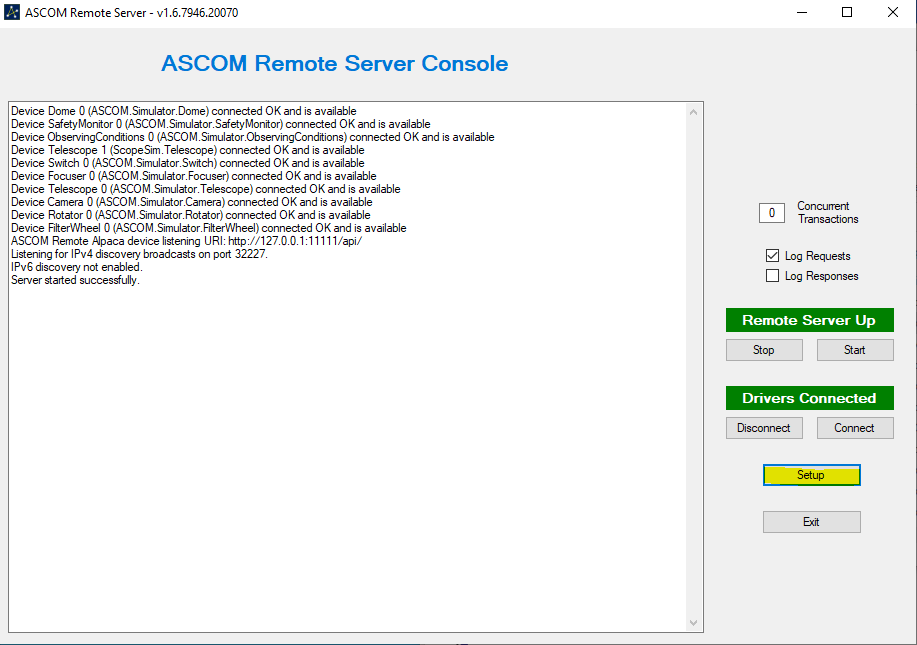 ASCOM Remote Server - v1.6.7946.20070
ASCOM Remote Server Console
Device Dome 0 (ASCOM.Simulator.Dome) connected OK and is available
Device SafetyMonitor 0 (ASCOM.Simulator.SafetyMonitor) connected OK and is available
Device ObservingConditions 0 (ASCOM.Simulator.ObservingConditions) connected OK and is available
Device Telescope 1 (ScopeSim.Telescope) connected OK and is available
Device Switch 0 (ASCOM.Simulator.Switch) connected OK and is available
Device Focuser 0 (ASCOM.Simulator.Focuser) connected OK and is available
Device Telescope 0 (ASCOM.Simulator.Telescope) connected OK and is available
Device Camera 0 (ASCOM.Simulator.Camera) connected OK and is available
Device Rotator 0 (ASCOM.Simulator.Rotator) connected OK and is available
Device FilterWheel 0 (ASCOM.Simulator.FilterWheel) connected OK and is available
ASCOM Remote Alpaca device listening URI: http://127.0.0.1:11111/api/
Listening for IPv4 discovery broadcasts on port 32227.
IPv6 discovery not enabled.
Server started successfully.
0 Concurrent
Transactions
Log Requests
Log Responses
Remote Server Up
Stop Start
Drivers Connected
Disconnect Connect
Setup
Exit